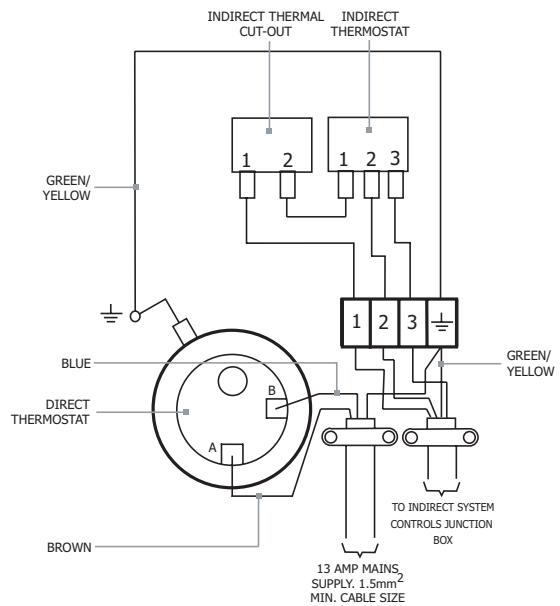 INDIRECT THERMAL
CUT-OUT
INDIRECT
THERMOSTAT
1 2
1 2 3
GREEN/
YELLOW
1 2 3
BLUE
GREEN/
YELLOW
DIRECT
THERMOSTAT
B
A
TO INDIRECT SYSTEM
CONTROLS JUNCTION
BOX
BROWN
13 AMP MAINS
SUPPLY. 1.5mm²
MIN. CABLE SIZE